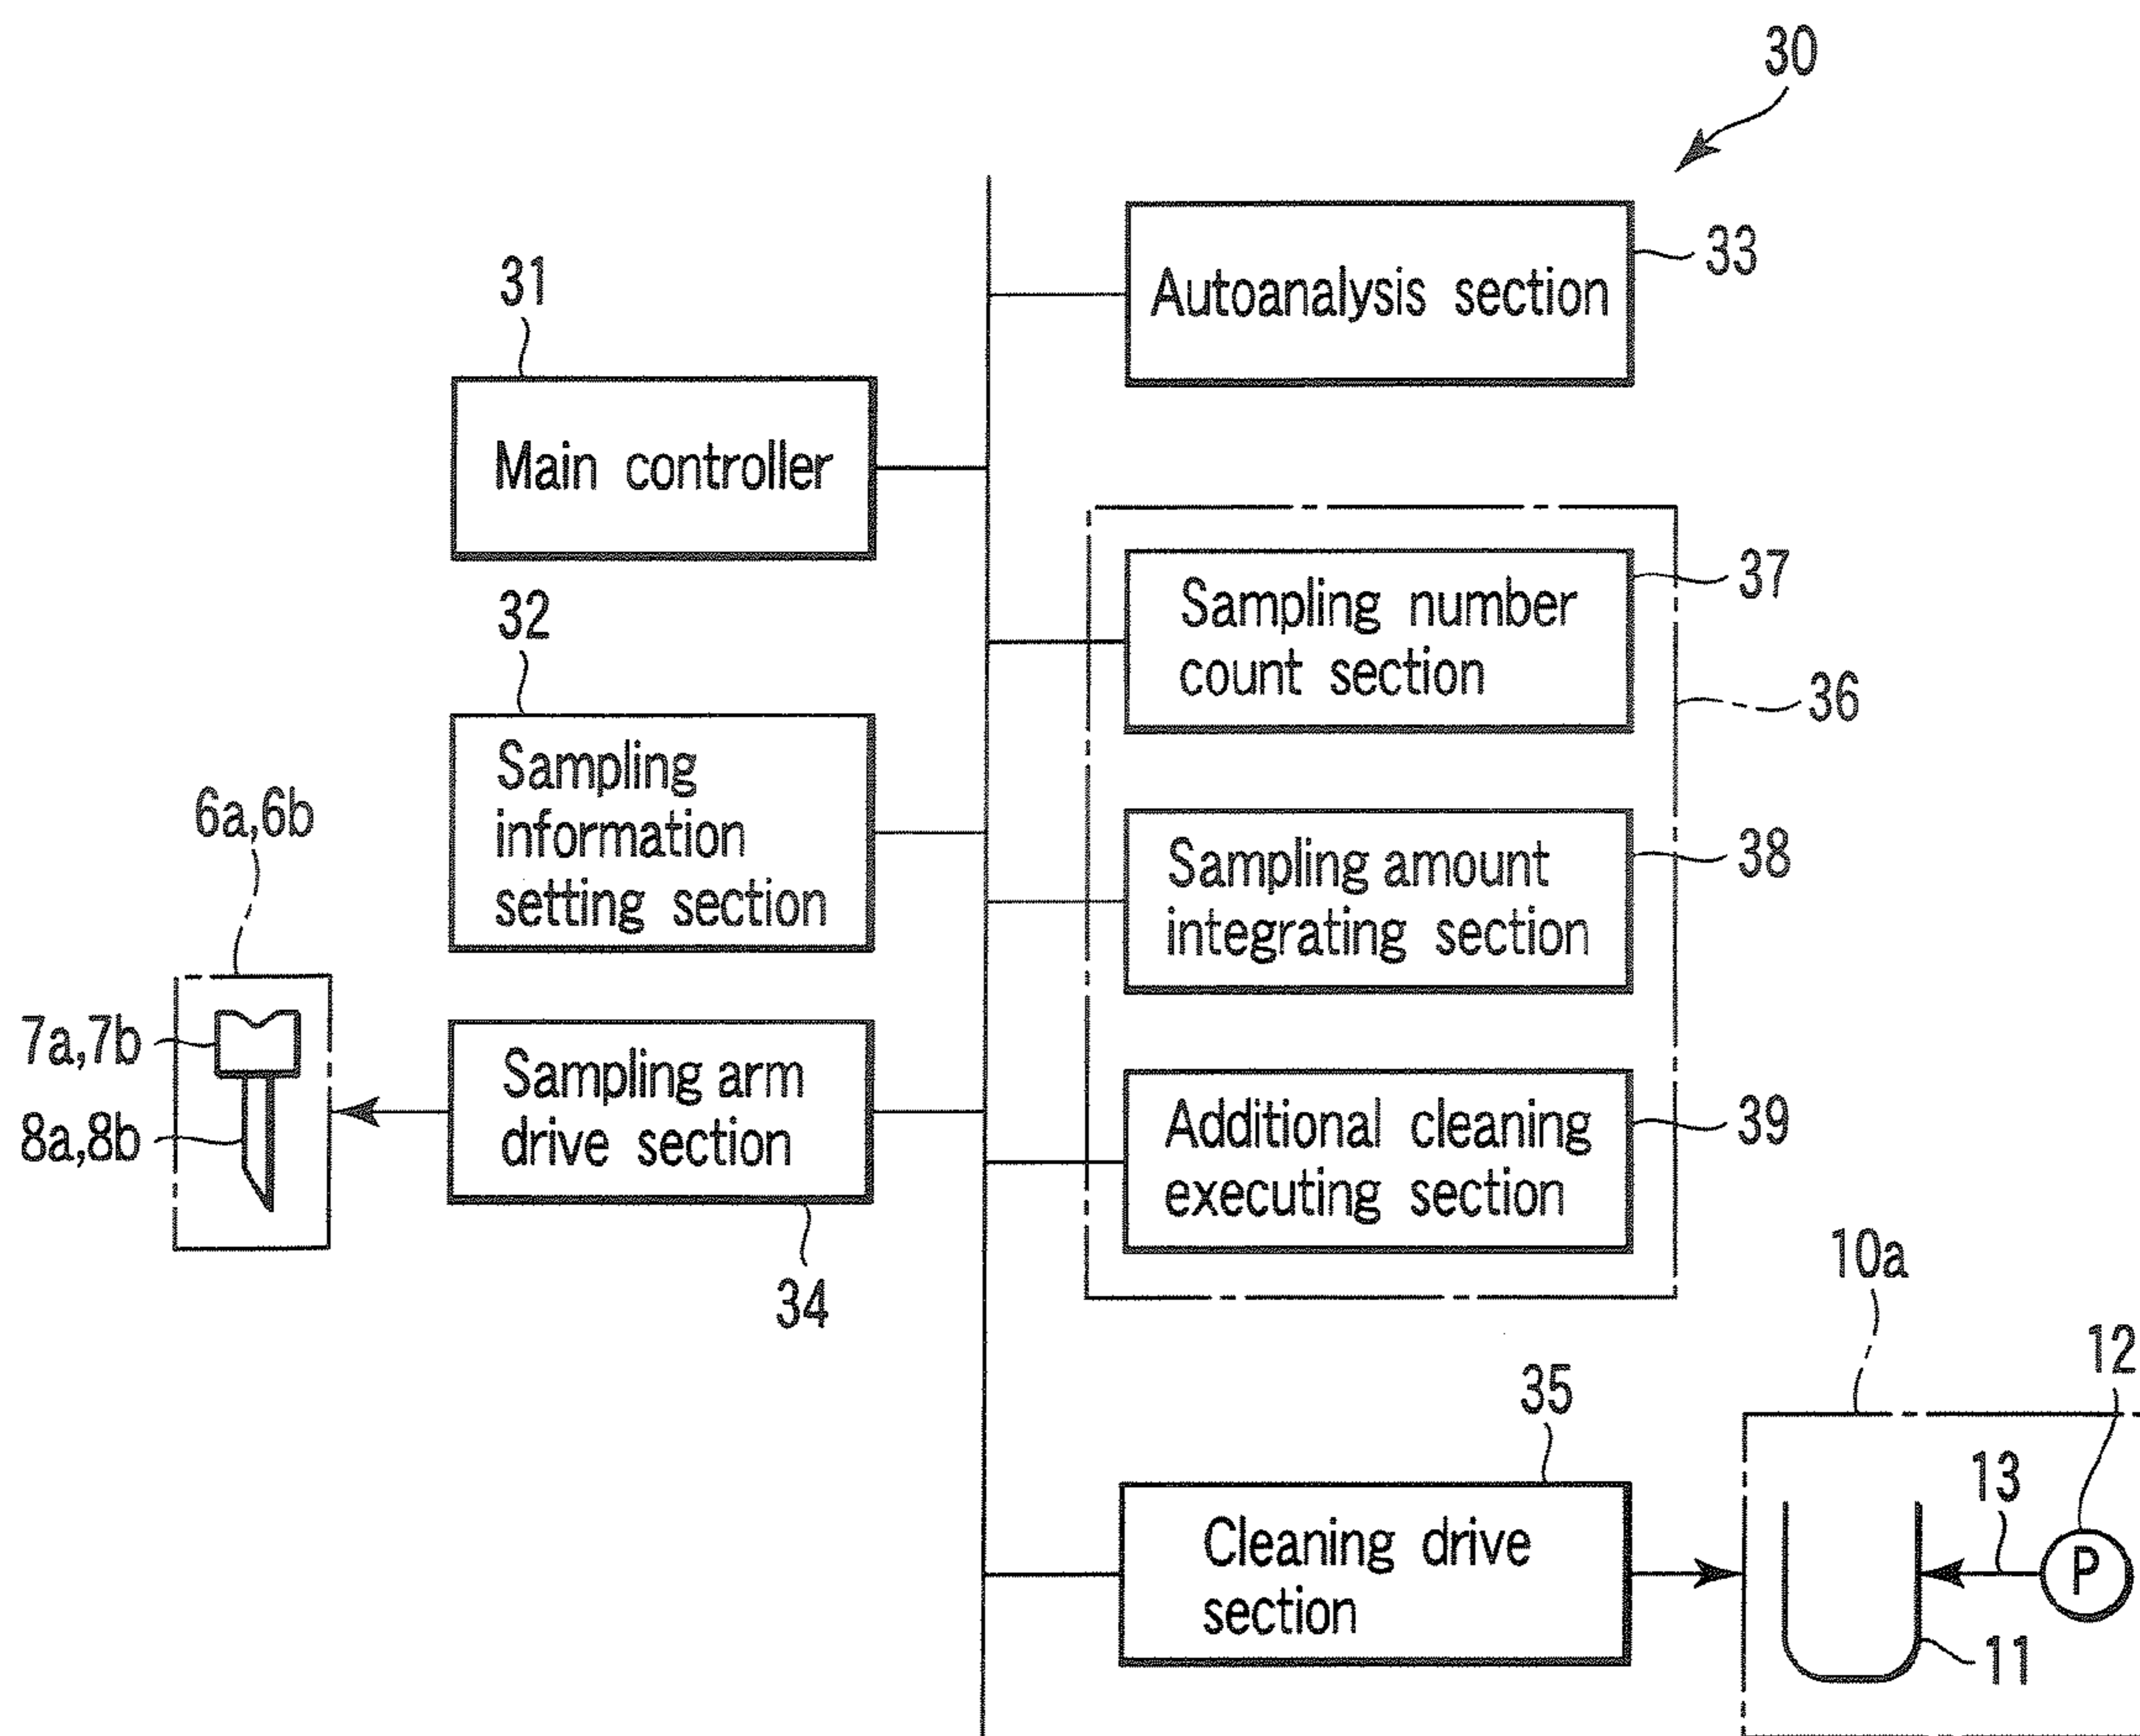 30
Autoanalysis section
33
31
Main controller
37
Sampling number
count section
32
36
Sampling
information
setting section
6a,6b
38
Sampling amount
integrating section
7a,7b
8a,8b
Sampling arm
drive section
34
39
Additional cleaning
executing section
10a
12
35
13
Cleaning drive
section
P
11